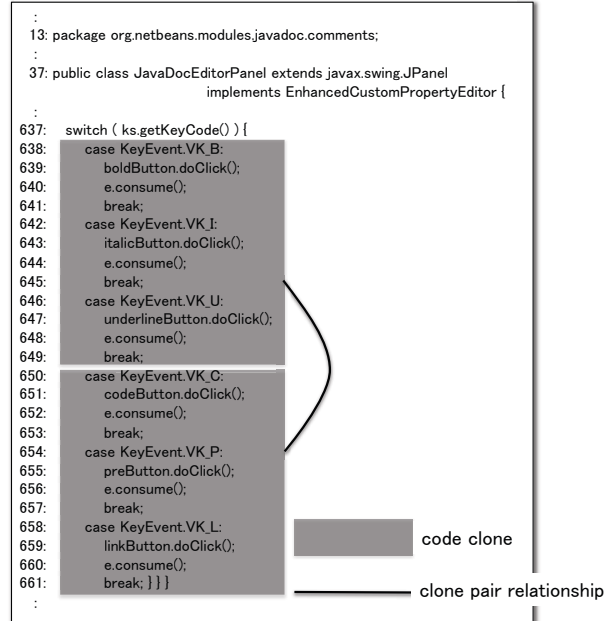 :
13: package org.netbeans.modules.javadoc.comments;
:
37: public class JavaDocEditorPanel extends javax.swing.JPanel
implements EnhancedCustomPropertyEditor {
:
637: switch ( ks.getKeyCode() ) {
638: case KeyEvent.VK_B:
639: boldButton.doClick();
640: e.consume();
641: break;
642: case KeyEvent.VK_I:
643: italicButton.doClick();
644: e.consume();
645: break;
646: case KeyEvent.VK_U:
647: underlineButton.doClick();
648: e.consume();
649: break;
650: case KeyEvent.VK_C:
651: codeButton.doClick();
652: e.consume();
653: break;
654: case KeyEvent.VK_P:
655: preButton.doClick();
656: e.consume();
657: break;
658: case KeyEvent.VK_L:
659: linkButton.doClick();
660: e.consume();
661: break; } } }
:
code clone
clone pair relationship